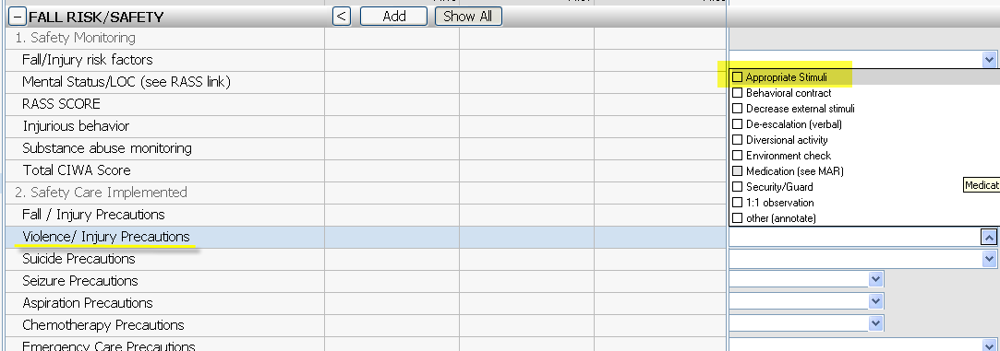 − FALL RISK/SAFETY < Add Show All
1. Safety Monitoring
Fall/Injury risk factors
Mental Status/LOC (see RASS link)
RASS SCORE
Injurious behavior
Substance abuse monitoring
Total CIWA Score
2. Safety Care Implemented
Fall / Injury Precautions
Violence/ Injury Precautions
Suicide Precautions
Seizure Precautions
Aspiration Precautions
Chemotherapy Precautions
Emergency Care Precautions
Appropriate Stimuli
Behavioral contract
Decrease external stimuli
De-escalation (verbal)
Diversional activity
Environment check
Medication (see MAR)
Security/Guard
1:1 observation
other (annotate)
Medicat